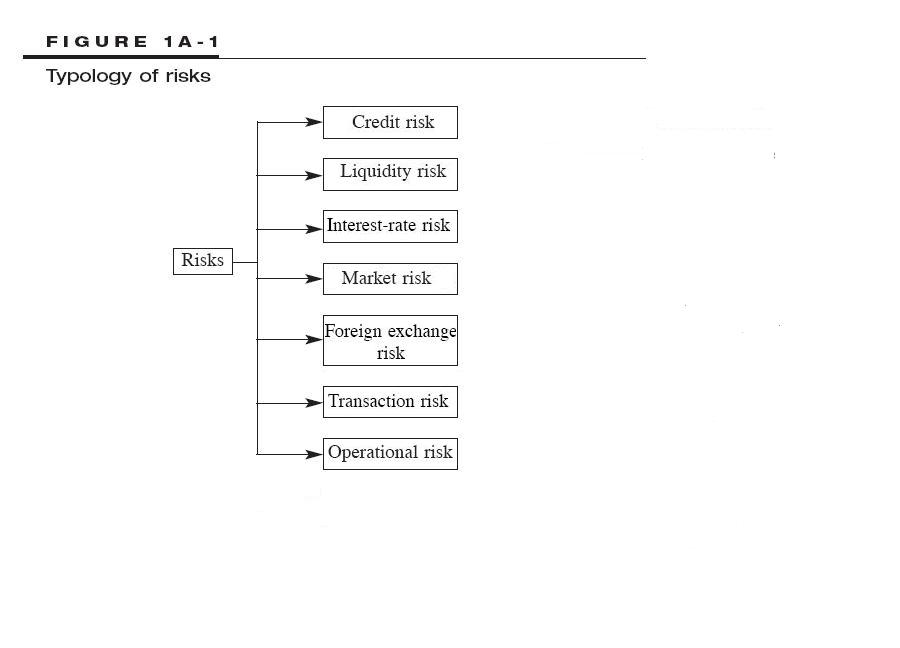 FIGURE 1A-1
Typology of risks
Credit risk
Liquidity risk
Interest-rate risk
Risks
Market risk
Foreign exchange
risk
Transaction risk
Operational risk